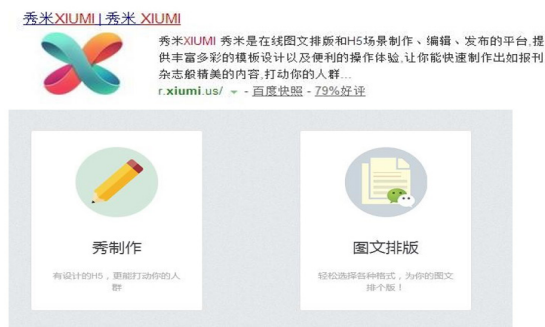 秀米XIUMI | 秀米 XIUMI
秀米XIUMI 秀米是在线图文排版和H5场景制作、编辑、发布的平台,提
供丰富多彩的模板设计以及便利的操作体验,让你能快速制作出如报刊
杂志般精美的内容,打动你的人群...
r.xiumi.us/ - 百度快照 - 79%好评
秀制作
有设计的H5，更能打动你的人
群
图文排版
轻松选择各种格式，为你的图文
排个版！